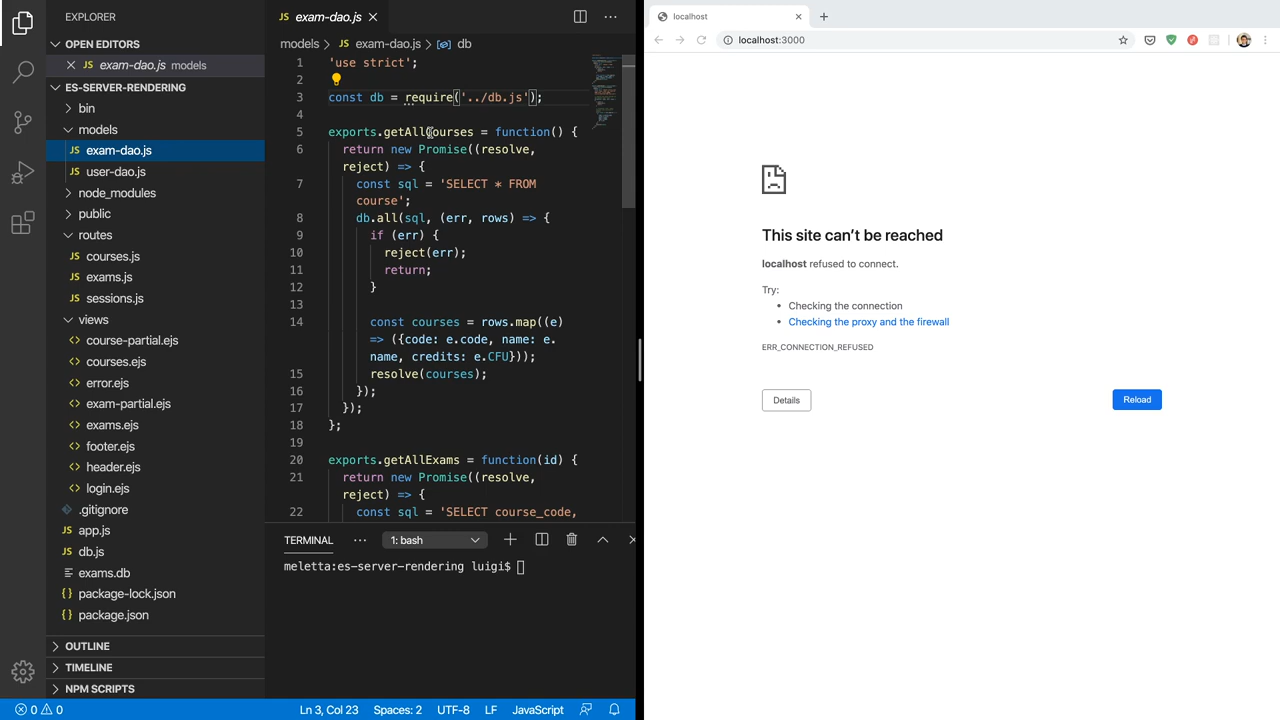 EXPLORER
OPEN EDITORS
exam-dao.js models
ES-SERVER-RENDERING
bin
models
JS exam-dao.js
JS user-dao.js
node_modules
public
routes
JS courses.js
JS exams.js
JS sessions.js
views
course-partial.ejs
courses.ejs
error.ejs
exam-partial.ejs
exams.ejs
footer.ejs
header.ejs
login.ejs
.gitignore
JS app.js
JS db.js
exams.db
package-lock.json
package.json
OUTLINE
TIMELINE
NPM SCRIPTS
JS exam-dao.js
models > JS exam-dao.js > db
1 'use strict';
2
3 const db = require('../db.js');
4
5 exports.getAllCourses = function() {
6 return new Promise((resolve,
reject) => {
7 const sql = 'SELECT * FROM
course';
8 db.all(sql, (err, rows) => {
9 if (err) {
10 reject(err);
11 return;
12 }
13
14 const courses = rows.map((e)
=> ({code: e.code, name: e.
name, credits: e.CFU}));
15 resolve(courses);
16 });
17 });
18 };
19
20 exports.getAllExams = function(id) {
21 return new Promise((resolve,
reject) => {
22 const sql = 'SELECT course_code,
TERMINAL ··· 1: bash
meletta:es-server-rendering luigi$
0 0 Ln 3, Col 23 Spaces: 2 UTF-8 LF JavaScript
localhost
localhost:3000
This site can't be reached
localhost refused to connect.
Try:
• Checking the connection
• Checking the proxy and the firewall
ERR_CONNECTION_REFUSED
Details
Reload